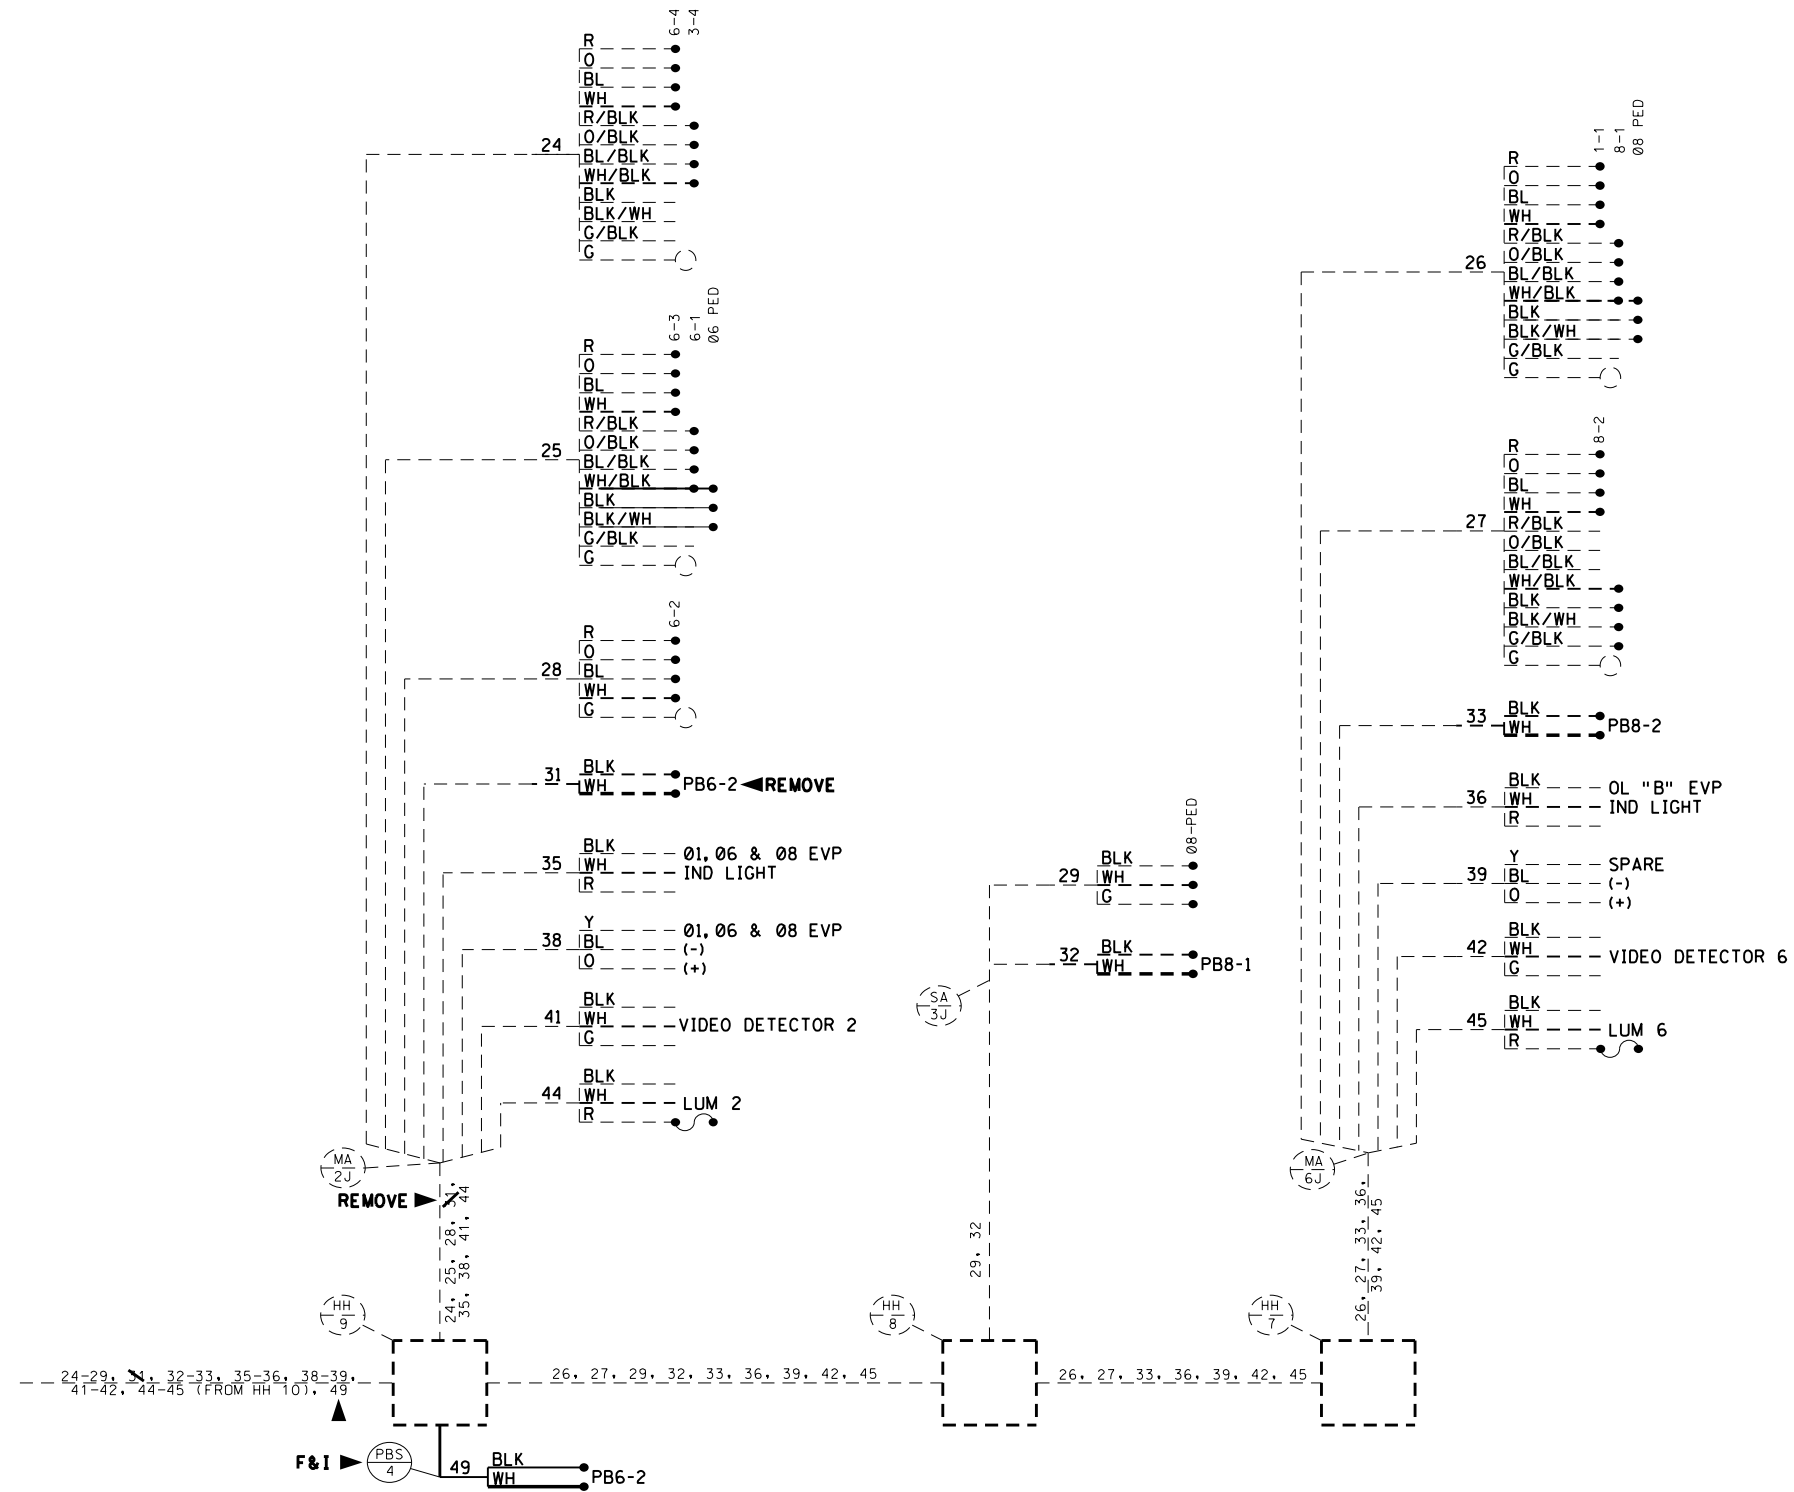 6-4
3-4
R
O
BL
WH
R/BLK
O/BLK
24
BL/BLK
WH/BLK
BLK
BLK/WH
G/BLK
G
6-3
6-1
06 PED
R
O
BL
WH
R/BLK
O/BLK
25
BL/BLK
WH/BLK
BLK
BLK/WH
G/BLK
G
6-2
R
O
28
BL
WH
G
31
BLK
WH
PB6-2
REMOVE
35
BLK
WH
R
01,06 & 08 EVP
IND LIGHT
38
Y
BL
O
01,06 & 08 EVP
(-)
(+)
41
BLK
WH
G
VIDEO DETECTOR 2
44
BLK
WH
R
LUM 2
MA
2J
REMOVE
24, 25, 28, 31,
35, 38, 41, 44
HH
9
24-29, 31, 32-33, 35-36, 38-39,
41-42, 44-45 (FROM HH 10), 49
F&I
PBS
4
49
BLK
WH
PB6-2
26, 27, 29, 32, 33, 36, 39, 42, 45
08-PED
29
BLK
WH
G
32
BLK
WH
PB8-1
SA
3J
29, 32
HH
8
26, 27, 33, 36, 39, 42, 45
1-1
8-1
08 PED
R
O
BL
WH
R/BLK
O/BLK
26
BL/BLK
WH/BLK
BLK
BLK/WH
G/BLK
G
8-2
R
O
BL
WH
27
R/BLK
O/BLK
BL/BLK
WH/BLK
BLK
BLK/WH
G/BLK
G
33
BLK
WH
PB8-2
36
BLK
WH
R
OL "B" EVP
IND LIGHT
39
Y
BL
O
SPARE
(-)
(+)
42
BLK
WH
G
VIDEO DETECTOR 6
45
BLK
WH
R
LUM 6
MA
6J
26, 27, 33, 36,
39, 42, 45
HH
7